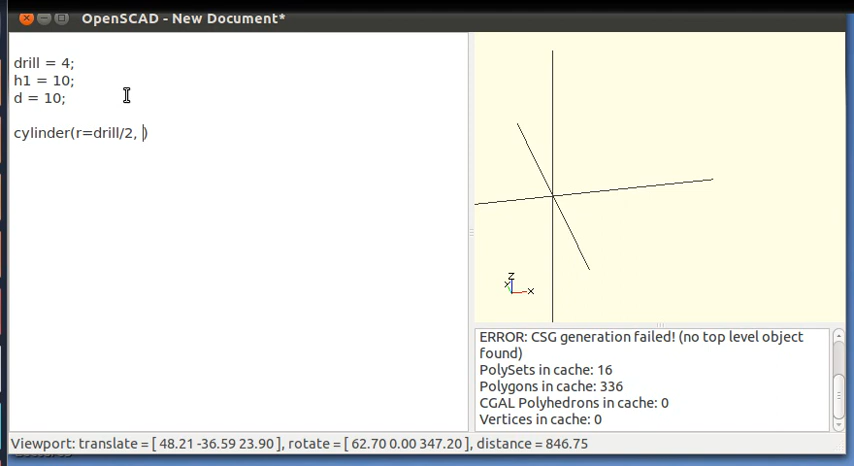 OpenSCAD - New Document*
drill = 4;
h1 = 10;
d = 10;
cylinder(r=drill/2, )
Z
Y
X
ERROR: CSG generation failed! (no top level object
found)
PolySets in cache: 16
Polygons in cache: 336
CGAL Polyhedrons in cache: 0
Vertices in cache: 0
Viewport: translate = [ 48.21 -36.59 23.90 ], rotate = [ 62.70 0.00 347.20 ], distance = 846.75